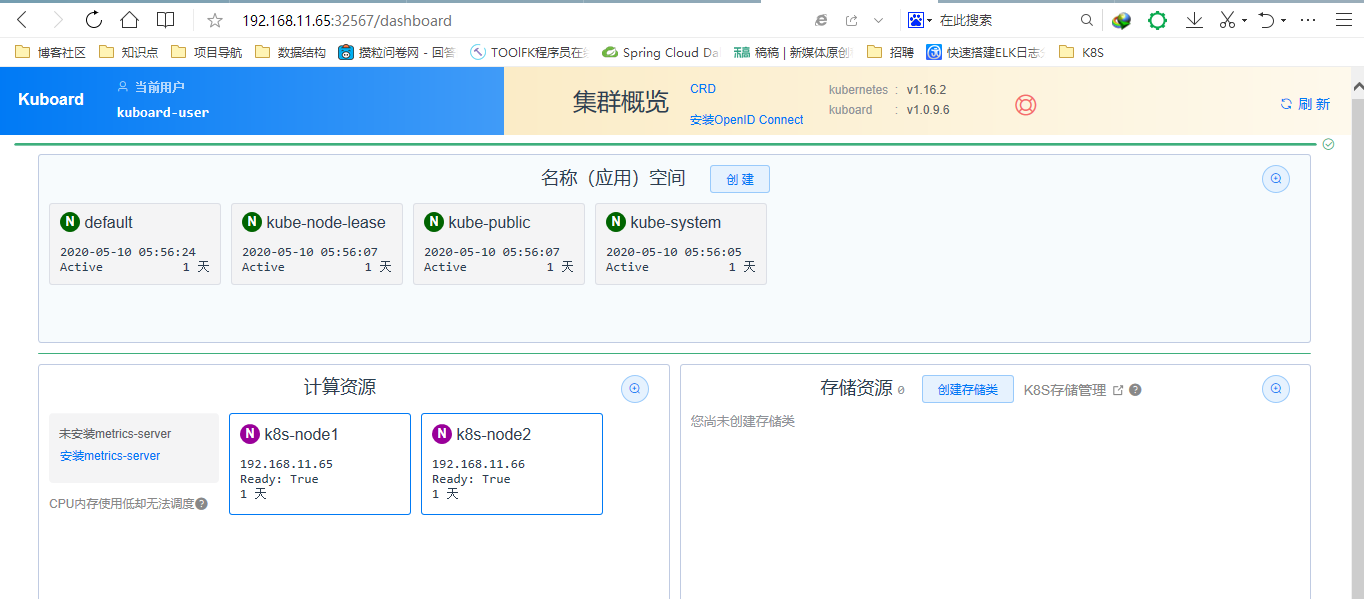 192.168.11.65:32567/dashboard
在此搜索
博客社区 知识点 项目导航 数据结构 攒粒问卷网 - 回答 TOOlFK程序员在 Spring Cloud Da 稿稿 | 新媒体原创 招聘 快速搭建ELK日志 K8S
Kuboard
当前用户
kuboard-user
集群概览
CRD
安装OpenID Connect
kubernetes : v1.16.2
kuboard : v1.0.9.6
刷 新
名称（应用）空间 创 建
N default
2020-05-10 05:56:24
Active 1 天
N kube-node-lease
2020-05-10 05:56:07
Active 1 天
N kube-public
2020-05-10 05:56:07
Active 1 天
N kube-system
2020-05-10 05:56:05
Active 1 天
计算资源
未安装metrics-server
安装metrics-server
CPU内存使用低却无法调度
N k8s-node1
192.168.11.65
Ready: True
1 天
N k8s-node2
192.168.11.66
Ready: True
1 天
存储资源 0 创建存储类 K8S存储管理
您尚未创建存储类